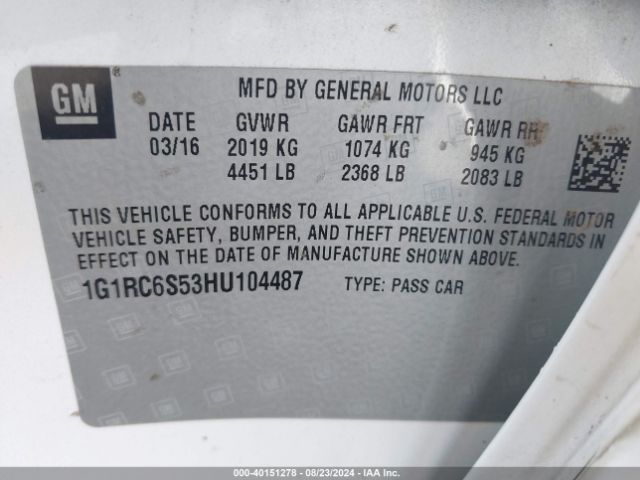 GM
MFD BY GENERAL MOTORS LLC
DATE GVWR GAWR FRT GAWR RR
03/16 2019 KG 1074 KG 945 KG
4451 LB 2368 LB 2083 LB
THIS VEHICLE CONFORMS TO ALL APPLICABLE U.S. FEDERAL MOTOR
VEHICLE SAFETY, BUMPER, AND THEFT PREVENTION STANDARDS IN
EFFECT ON THE DATE OF MANUFACTURE SHOWN ABOVE.
1G1RC6S53HU104487 TYPE: PASS CAR
000-40151278 - 08/23/2024 - IAAI.com